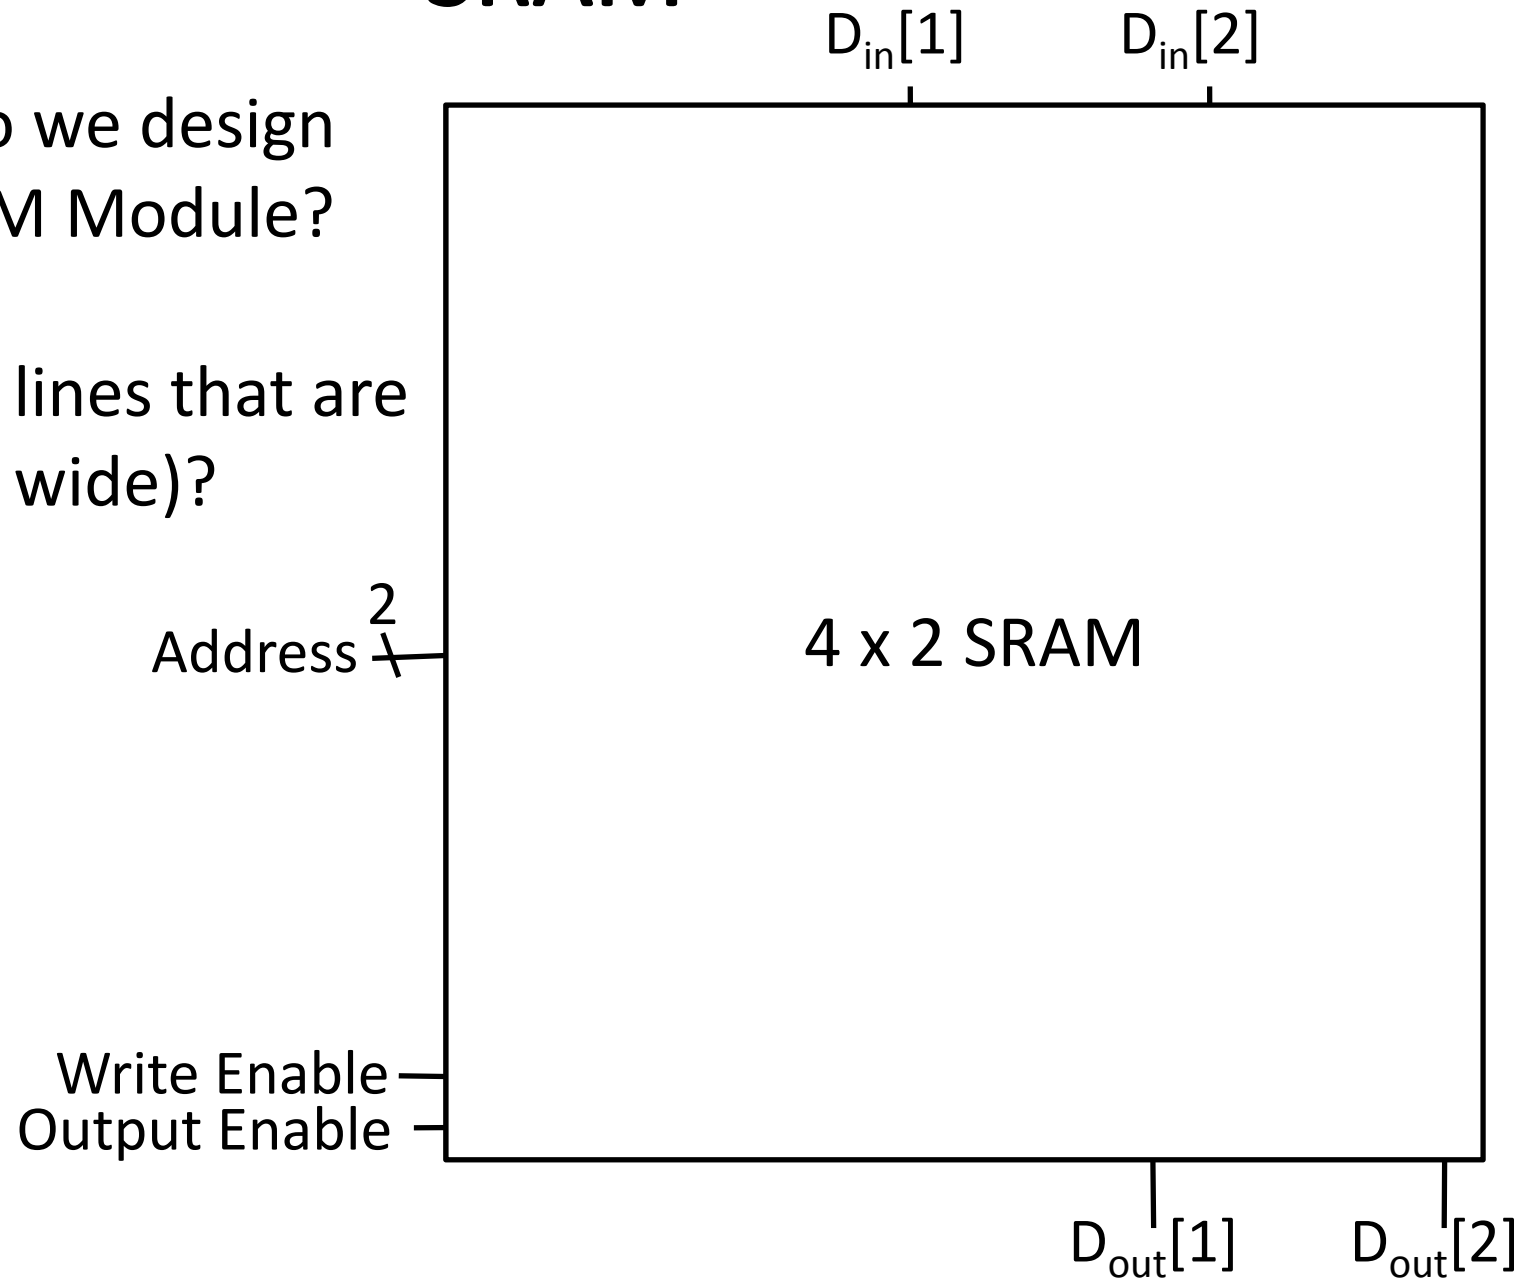 SRAM
D_in[1] D_in[2]
we design
Module?
lines that are
wide)?
2
Address
4 x 2 SRAM
Write Enable
Output Enable
D_out[1] D_out[2]